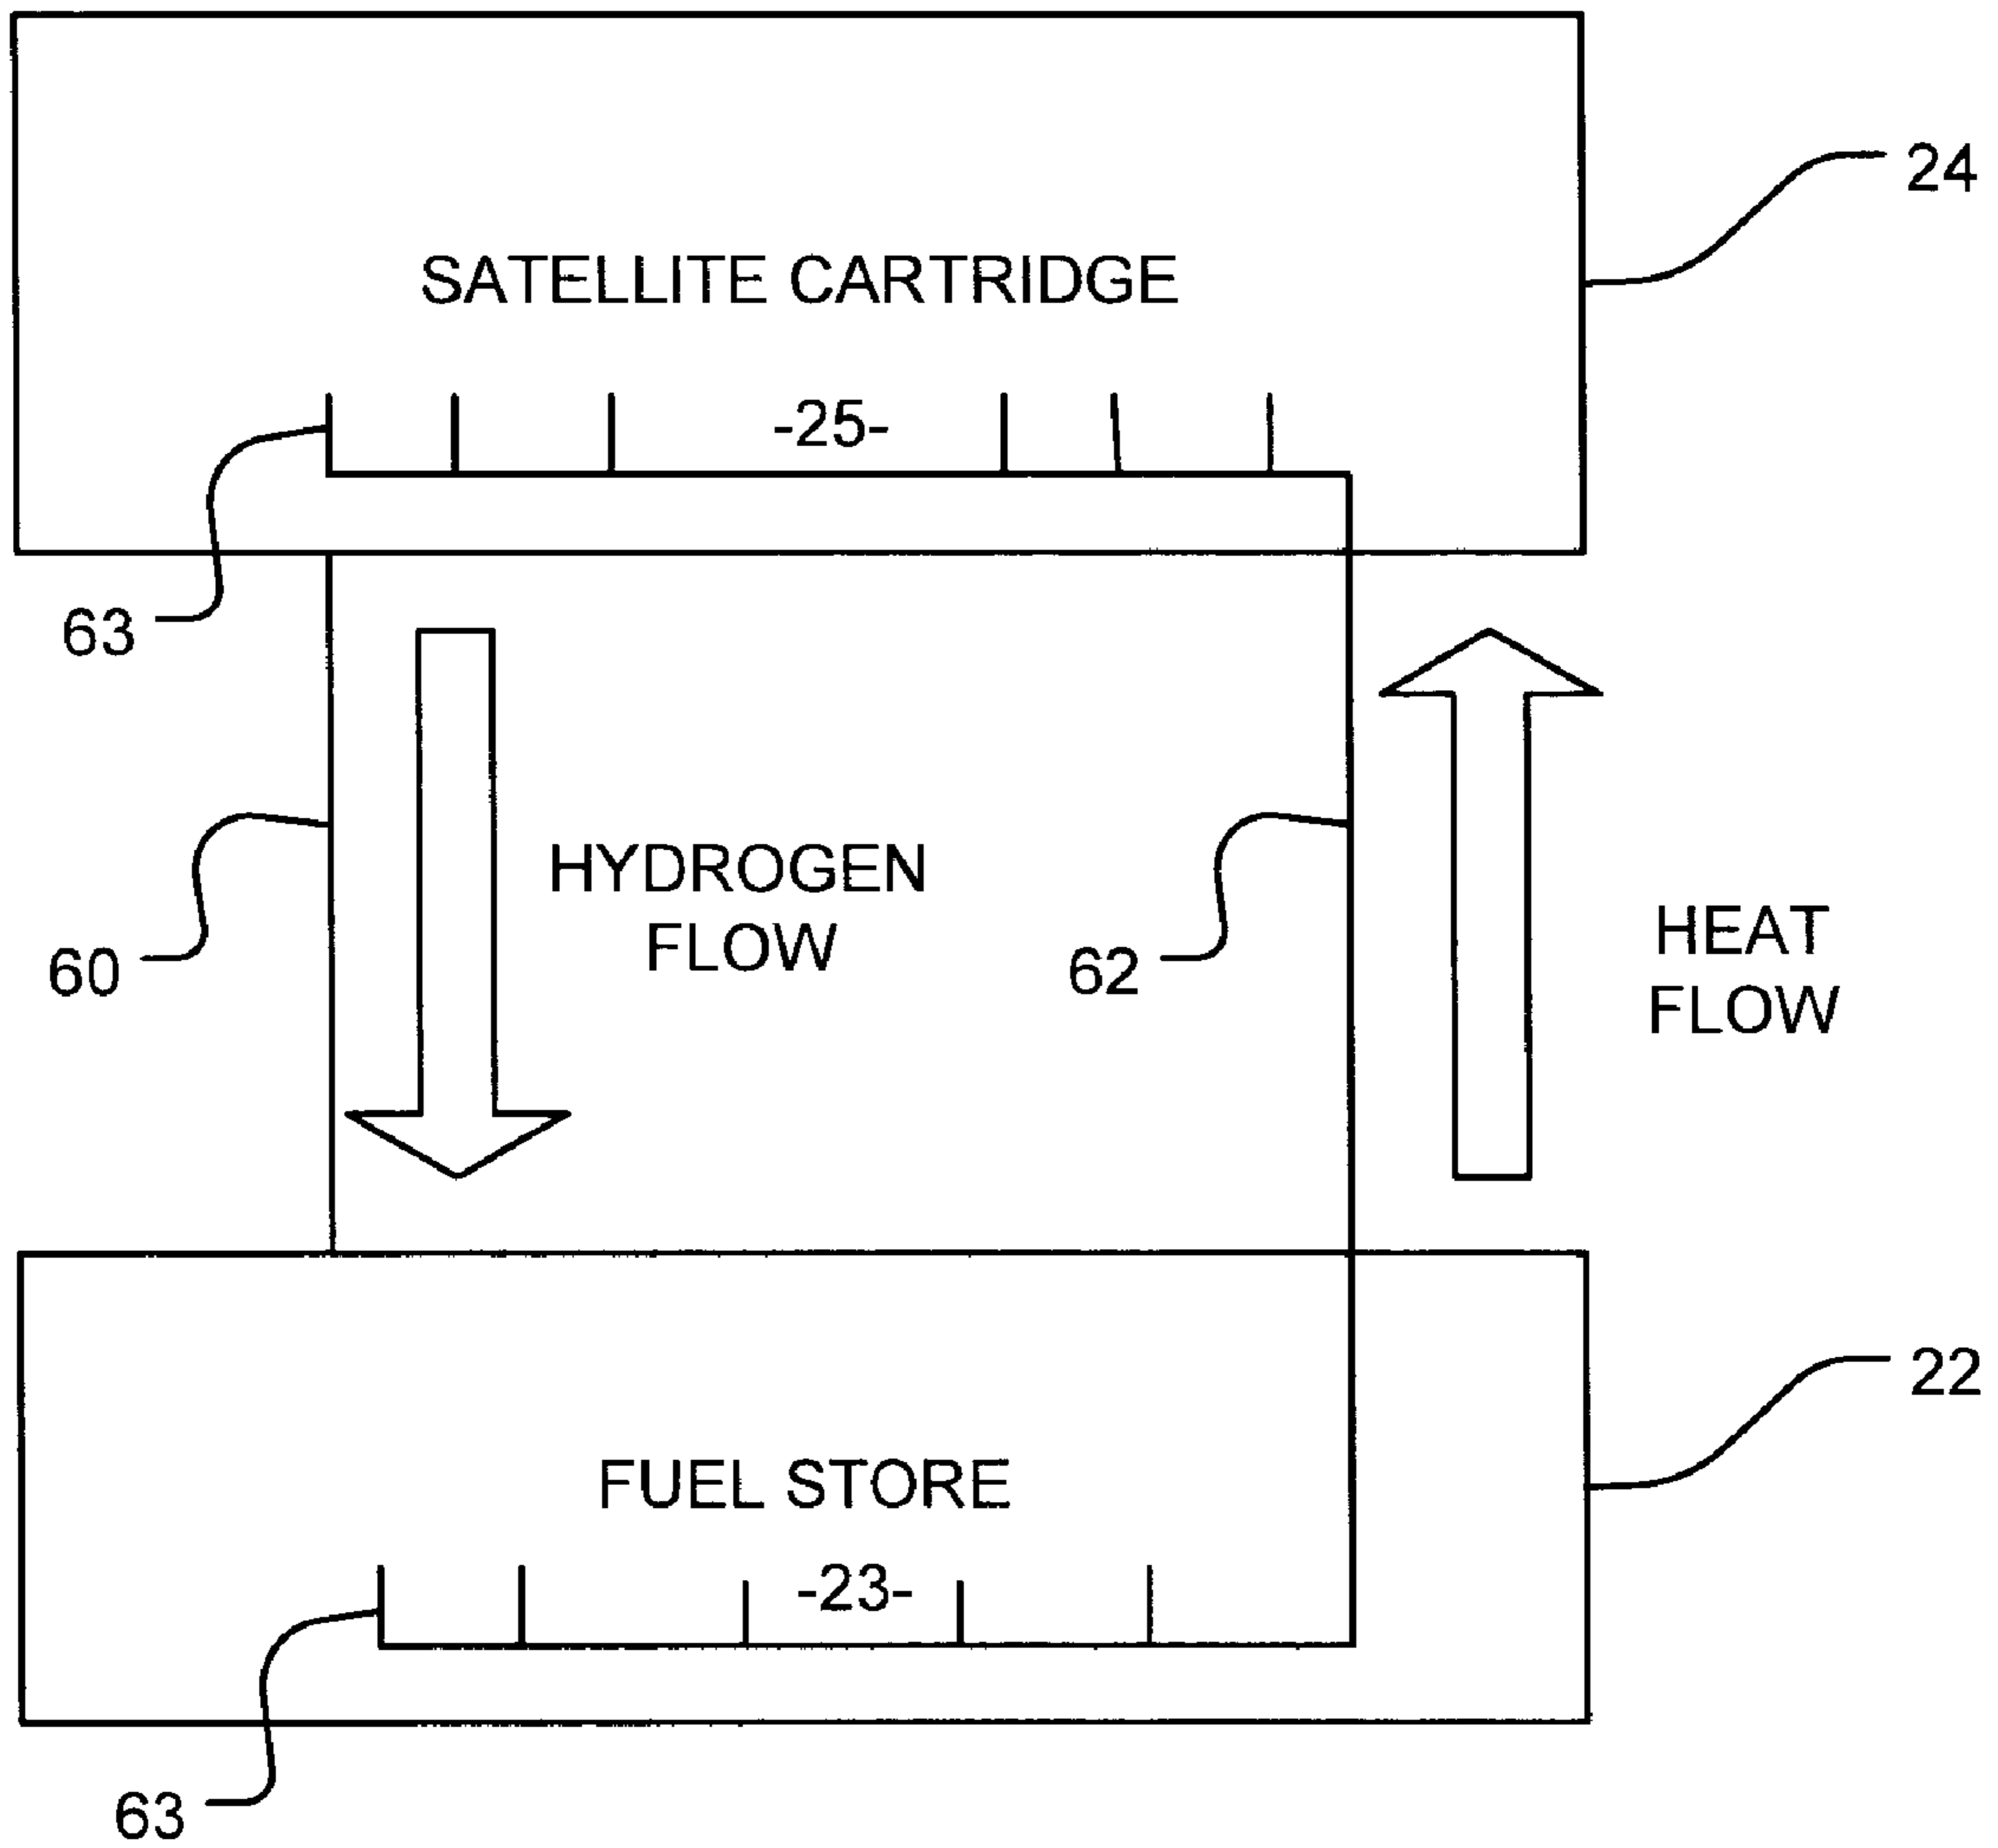 24
SATELLITE CARTRIDGE
-25-
63
HYDROGEN
FLOW
60
62
HEAT
FLOW
22
FUEL STORE
-23-
63